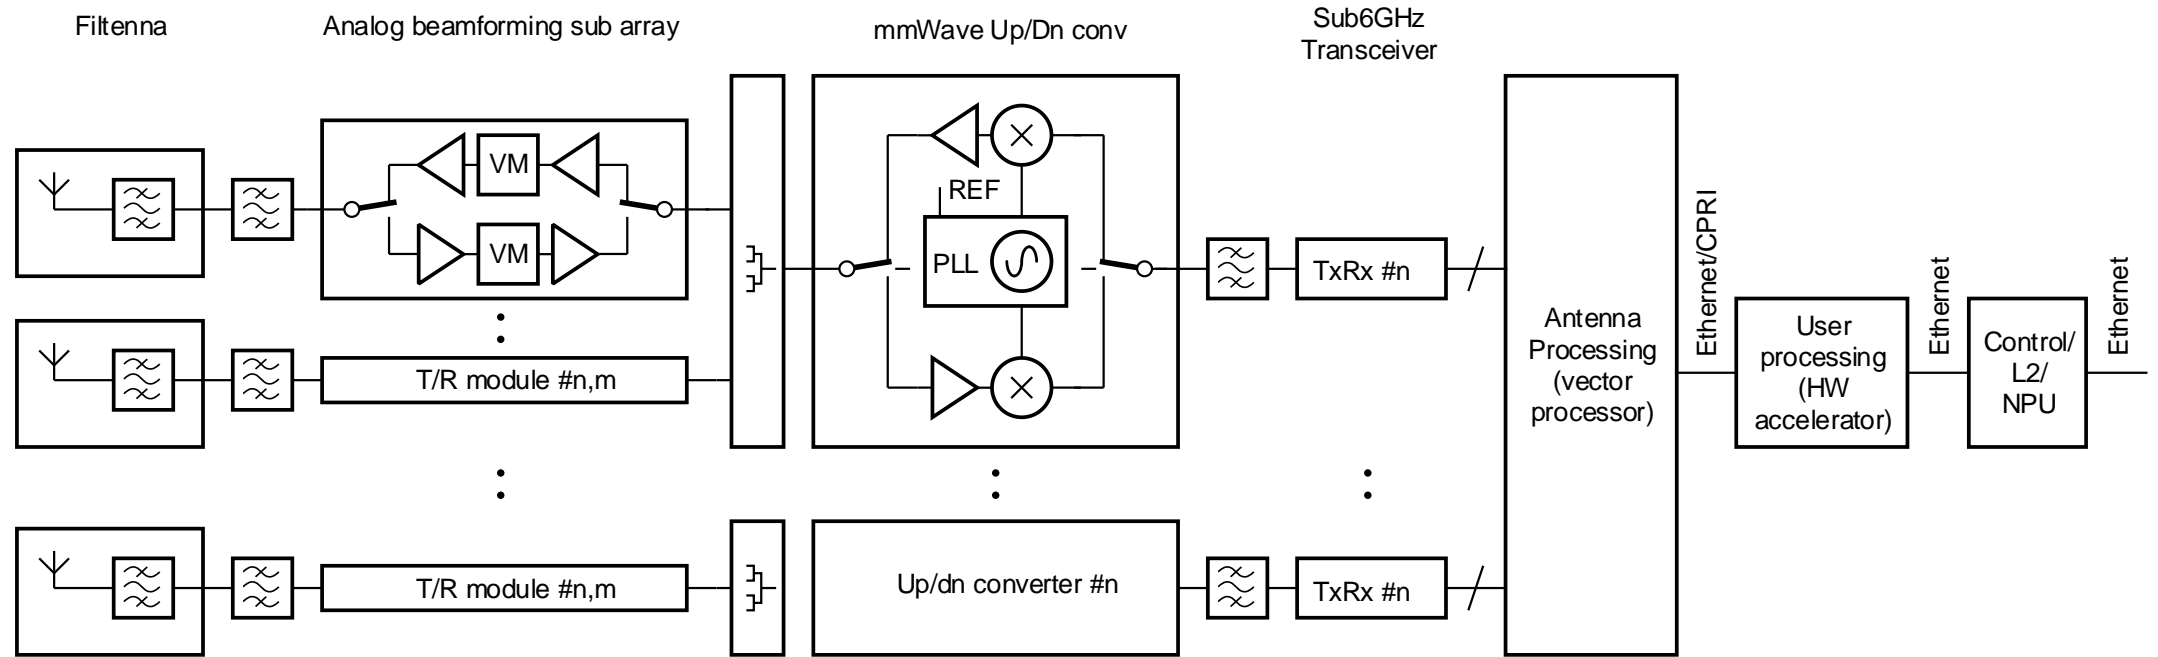 Filtenna
Analog beamforming sub array
mmWave Up/Dn conv
Sub6GHz
Transceiver
VM
VM
REF
PLL
TxRx #n
T/R module #n,m
Antenna
Processing
(vector
processor)
Ethernet/CPRI
User
processing
(HW
accelerator)
Ethernet
Control/
L2/
NPU
Ethernet
T/R module #n,m
Up/dn converter #n
TxRx #n